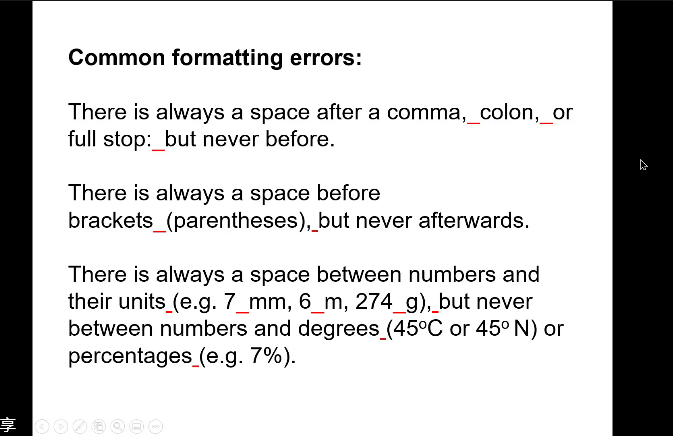 Common formatting errors:
There is always a space after a comma,_colon,_or
full stop:_but never before.
There is always a space before
brackets_(parentheses),_but never afterwards.
There is always a space between numbers and
their units_(e.g. 7_mm, 6_m, 274_g),_but never
between numbers and degrees_(45ºC or 45º N) or
percentages_(e.g. 7%).
享